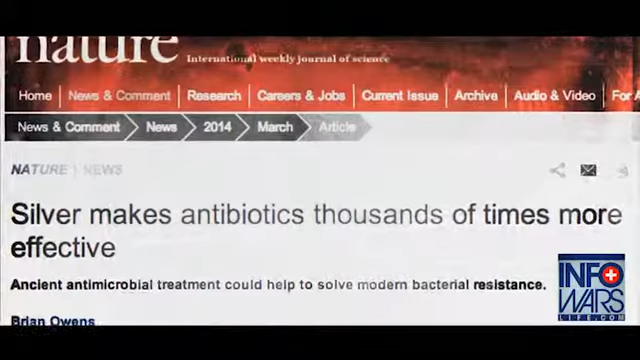 nature International weekly journal of science
Home News & Comment Research Careers & Jobs Current Issue Archive Audio & Video For A
News & Comment News 2014 March Article
NATURE | NEWS
Silver makes antibiotics thousands of times more
effective
Ancient antimicrobial treatment could help to solve modern bacterial resistance.
Brian Owens
INFO
WARS
LIFE.COM